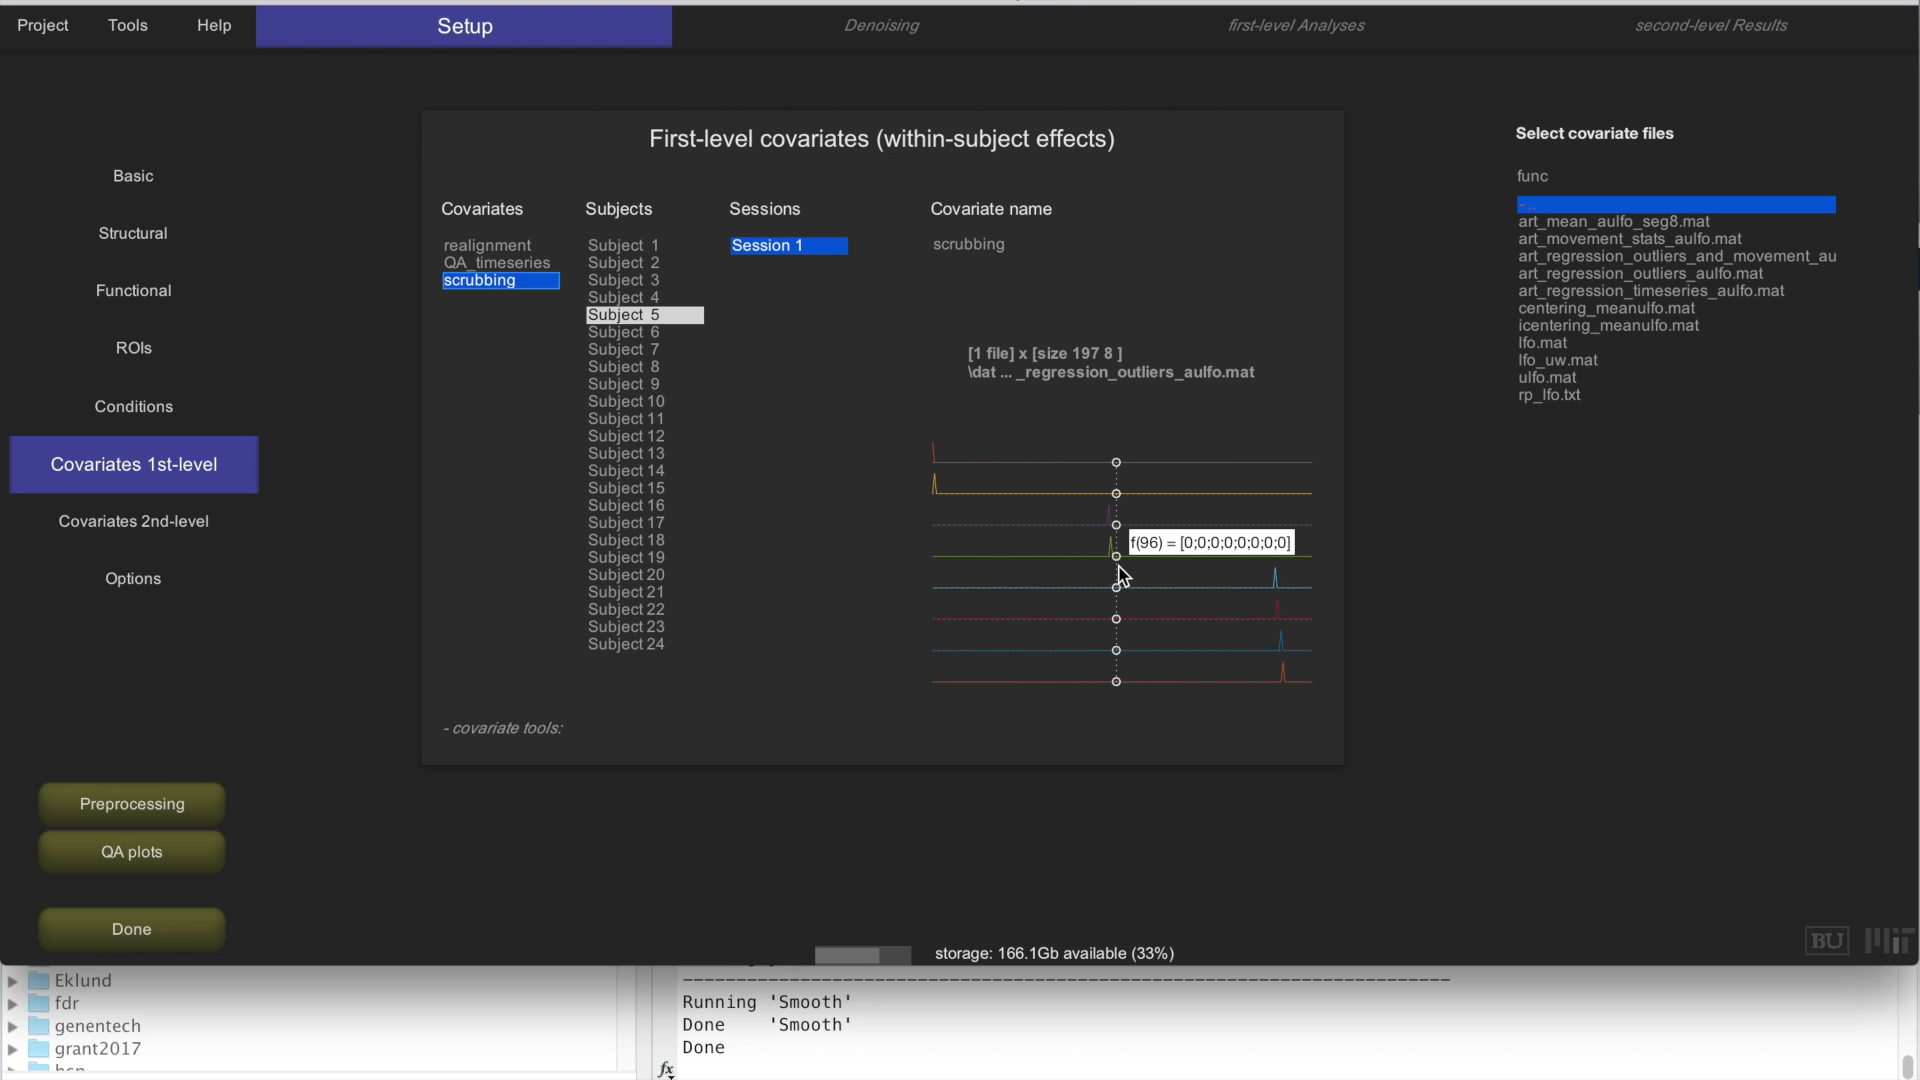 Project Tools Help Setup Denoising first-level Analyses second-level Results
Basic
Structural
Functional
ROIs
Conditions
Covariates 1st-level
Covariates 2nd-level
Options
Preprocessing
QA plots
Done
First-level covariates (within-subject effects)
Covariates
realignment
QA_timeseries
scrubbing
Subjects
Subject 1
Subject 2
Subject 3
Subject 4
Subject 5
Subject 6
Subject 7
Subject 8
Subject 9
Subject 10
Subject 11
Subject 12
Subject 13
Subject 14
Subject 15
Subject 16
Subject 17
Subject 18
Subject 19
Subject 20
Subject 21
Subject 22
Subject 23
Subject 24
Sessions
Session 1
Covariate name
scrubbing
[1 file] x [size 197 8 ]
\dat ... _regression_outliers_aulfo.mat
f(96) = [0;0;0;0;0;0;0;0]
- covariate tools:
Select covariate files
func
- ..
art_mean_aulfo_seg8.mat
art_movement_stats_aulfo.mat
art_regression_outliers_and_movement_au
art_regression_outliers_aulfo.mat
art_regression_timeseries_aulfo.mat
centering_meanulfo.mat
icentering_meanulfo.mat
lfo.mat
lfo_uw.mat
ulfo.mat
rp_lfo.txt
storage: 166.1Gb available (33%)
BU MIT
Eklund
fdr
genentech
grant2017
Running 'Smooth'
Done 'Smooth'
Done
fx